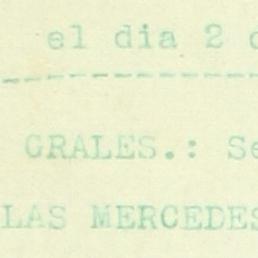 el dia 2
GRALES.: Se
LAS MERCEDES